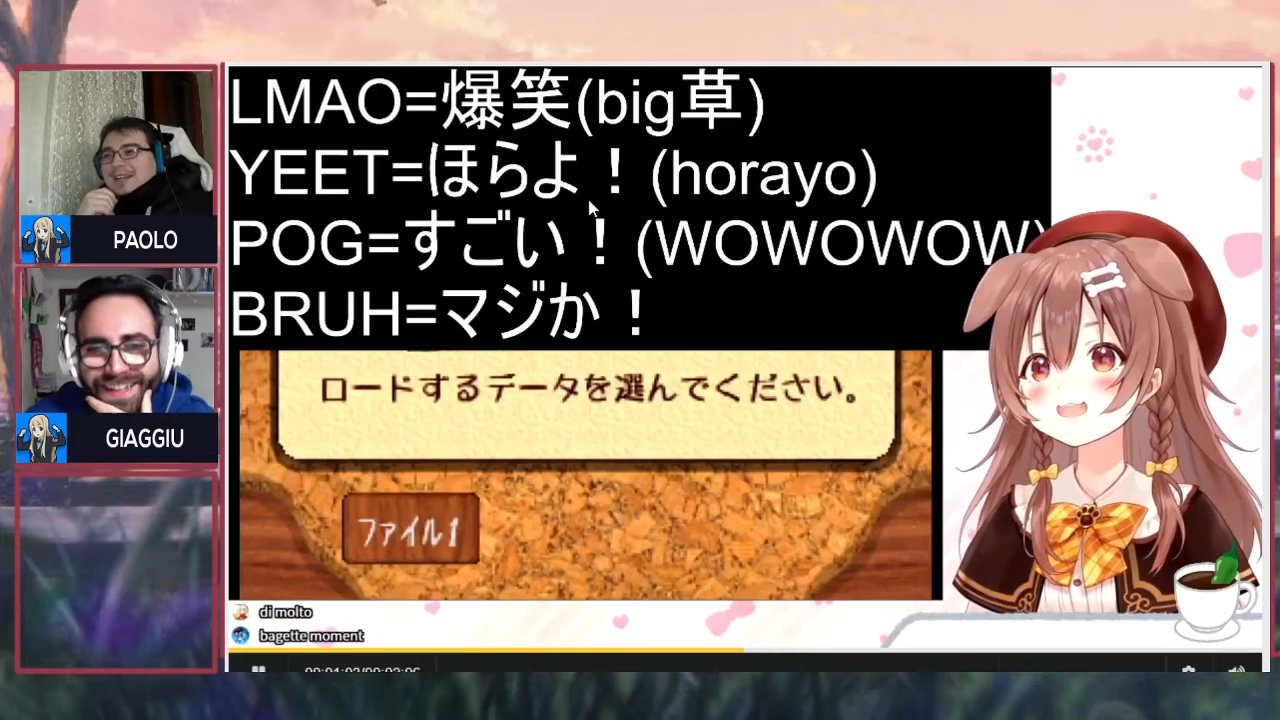 LMAO=爆笑(big草)
YEET=ほらよ！(horayo)
POG=すごい！(WOWOWOW)
BRUH=マジか！
PAOLO
GIAGGIU
ロードするデータを選んでください。
ファイル1
di molto
bagette moment